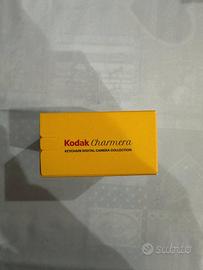 Kodak Charmera
KEYCHAIN DIGITAL CAMERA COLLECTION
subito